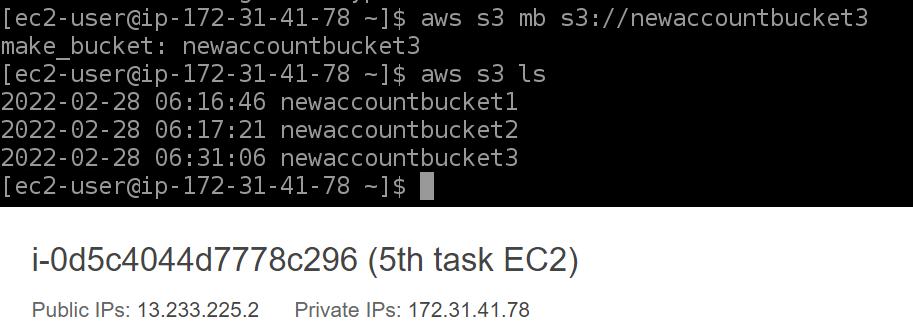 [ec2-user@ip-172-31-41-78 ~]$ aws s3 mb s3://newaccountbucket3
make_bucket: newaccountbucket3
[ec2-user@ip-172-31-41-78 ~]$ aws s3 ls
2022-02-28 06:16:46 newaccountbucket1
2022-02-28 06:17:21 newaccountbucket2
2022-02-28 06:31:06 newaccountbucket3
[ec2-user@ip-172-31-41-78 ~]$
i-0d5c4044d7778c296 (5th task EC2)
Public IPs: 13.233.225.2 Private IPs: 172.31.41.78